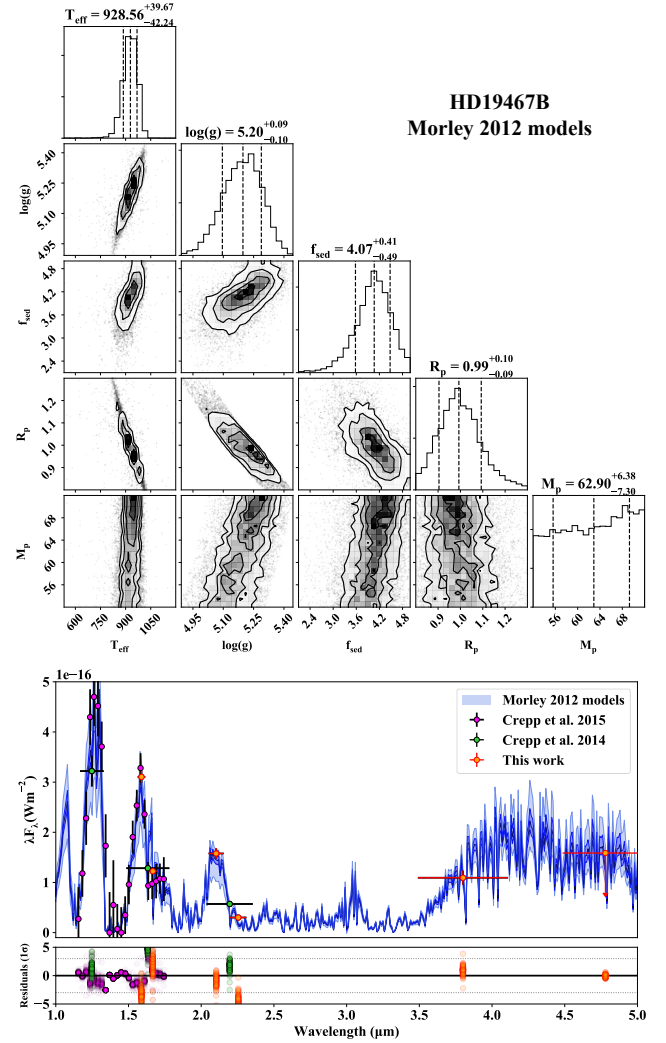 T_eff = 928.56 +39.67 −42.24
HD19467B
Morley 2012 models
log(g) = 5.20 +0.09 −0.10
log(g)
5.40
5.25
5.10
4.95
f_sed = 4.07 +0.41 −0.49
f_sed
4.8
4.2
3.6
3.0
2.4
R_p = 0.99 +0.10 −0.09
R_p
1.2
1.1
1.0
0.9
M_p = 62.90 +6.38 −7.30
M_p
68
64
60
56
600 750 900 1050
4.95 5.10 5.25 5.40
2.4 3.0 3.6 4.2 4.8
0.9 1.0 1.1 1.2
56 60 64 68
T_eff log(g) f_sed R_p M_p
1e−16
λF_λ(Wm⁻²)
5
4
3
2
1
0
Morley 2012 models
Crepp et al. 2015
Crepp et al. 2014
This work
Residuals (1σ)
5
0
−5
1.0 1.5 2.0 2.5 3.0 3.5 4.0 4.5 5.0
Wavelength (μm)